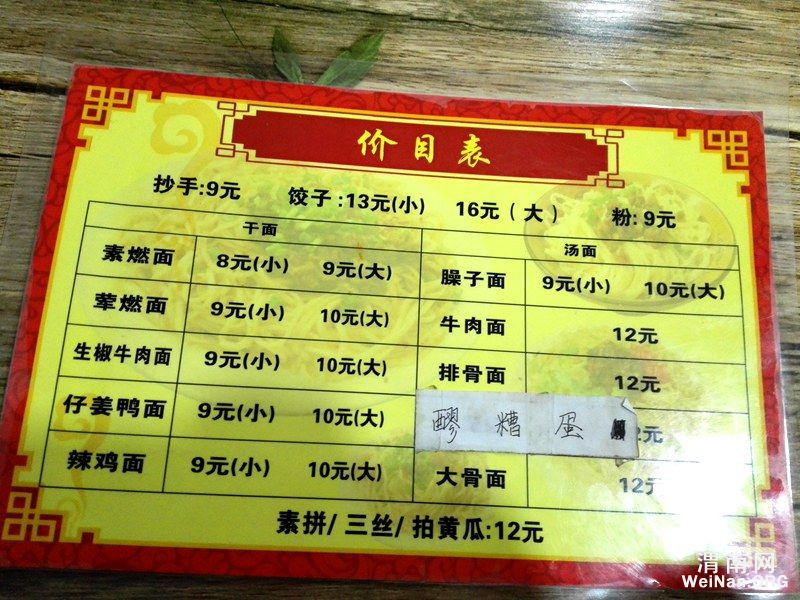 价目表
抄手:9元 饺子:13元(小) 16元(大) 粉:9元
干面 汤面
素燃面 8元(小) 9元(大) 臊子面 9元(小) 10元(大)
荤燃面 9元(小) 10元(大) 牛肉面 12元
生椒牛肉面 9元(小) 10元(大) 排骨面 12元
仔姜鸭面 9元(小) 10元(大) 醪糟蛋 2元
辣鸡面 9元(小) 10元(大) 大骨面 12元
素拼/三丝/拍黄瓜:12元
渭南网
WeiNan.ORG